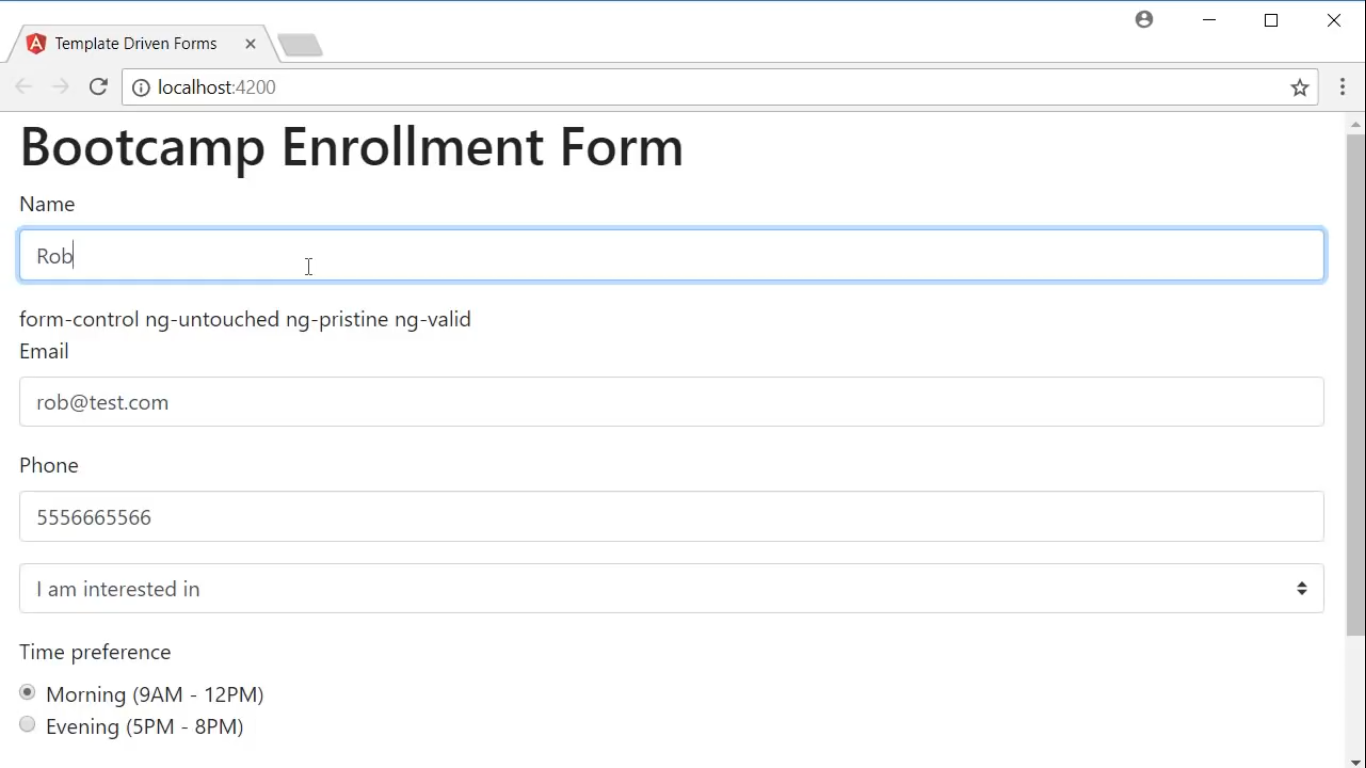 Template Driven Forms
localhost:4200
Bootcamp Enrollment Form
Name
Rob
form-control ng-untouched ng-pristine ng-valid
Email
rob@test.com
Phone
5556665566
I am interested in
Time preference
Morning (9AM - 12PM)
Evening (5PM - 8PM)